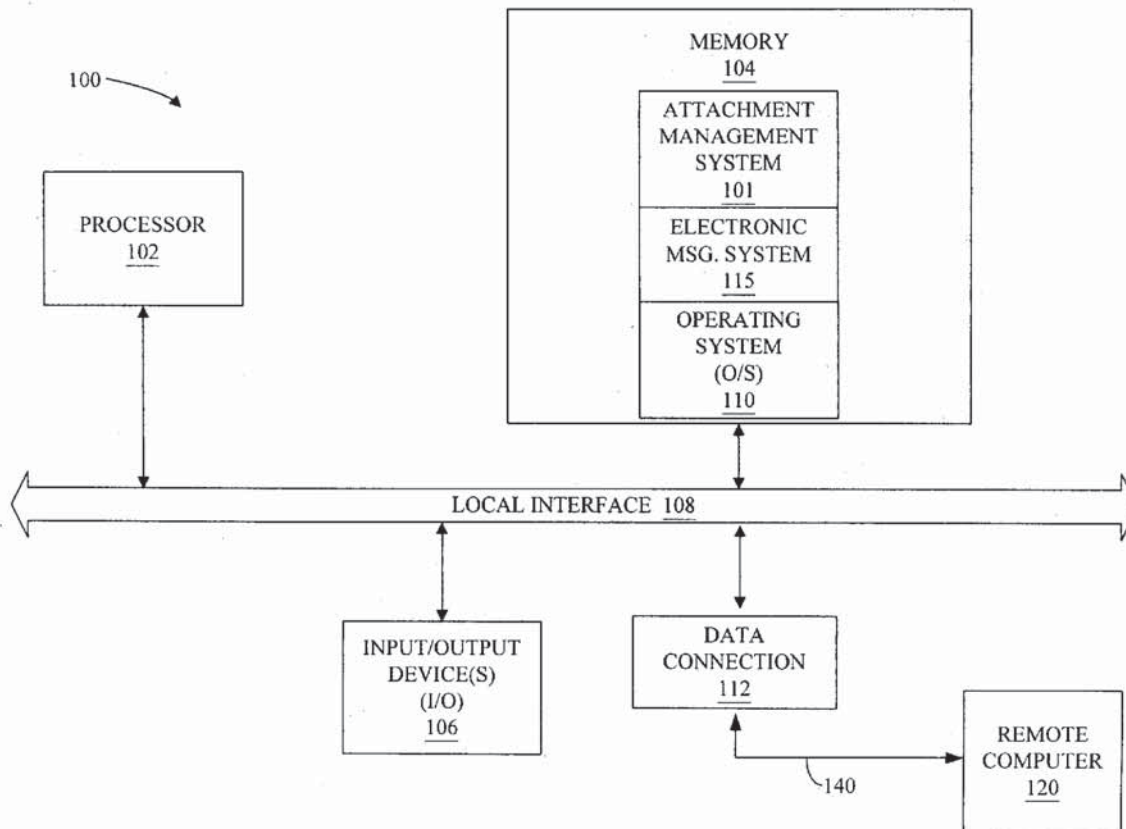 100
MEMORY
104
ATTACHMENT
MANAGEMENT
SYSTEM
101
ELECTRONIC
MSG. SYSTEM
115
OPERATING
SYSTEM
(O/S)
110
PROCESSOR
102
LOCAL INTERFACE 108
INPUT/OUTPUT
DEVICE(S)
(I/O)
106
DATA
CONNECTION
112
140
REMOTE
COMPUTER
120